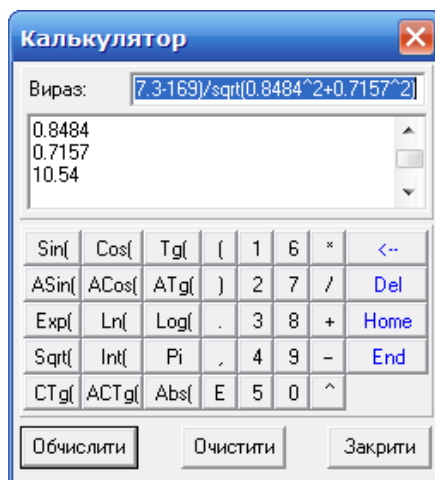 Калькулятор
Вираз: 7.3-169)/sqrt(0.8484^2+0.7157^2)
0.8484
0.7157
10.54
Sin( Cos( Tg( ( 1 6 * <--
ASin( ACos( ATg( ) 2 7 / Del
Exp( Ln( Log( . 3 8 + Home
Sqrt( Int( Pi , 4 9 - End
CTg( ACTg( Abs( E 5 0 ^
Обчислити Очистити Закрити